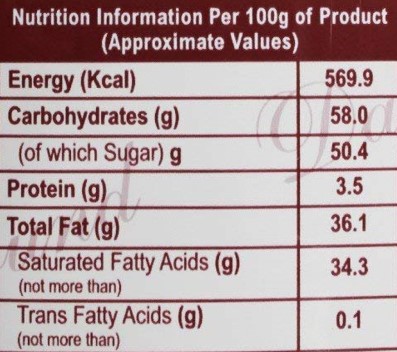 Nutrition Information Per 100g of Product
(Approximate Values)
Energy (Kcal) 569.9
Carbohydrates (g) 58.0
(of which Sugar) g 50.4
Protein (g) 3.5
Total Fat (g) 36.1
Saturated Fatty Acids (g) 34.3
(not more than)
Trans Fatty Acids (g) 0.1
(not more than)